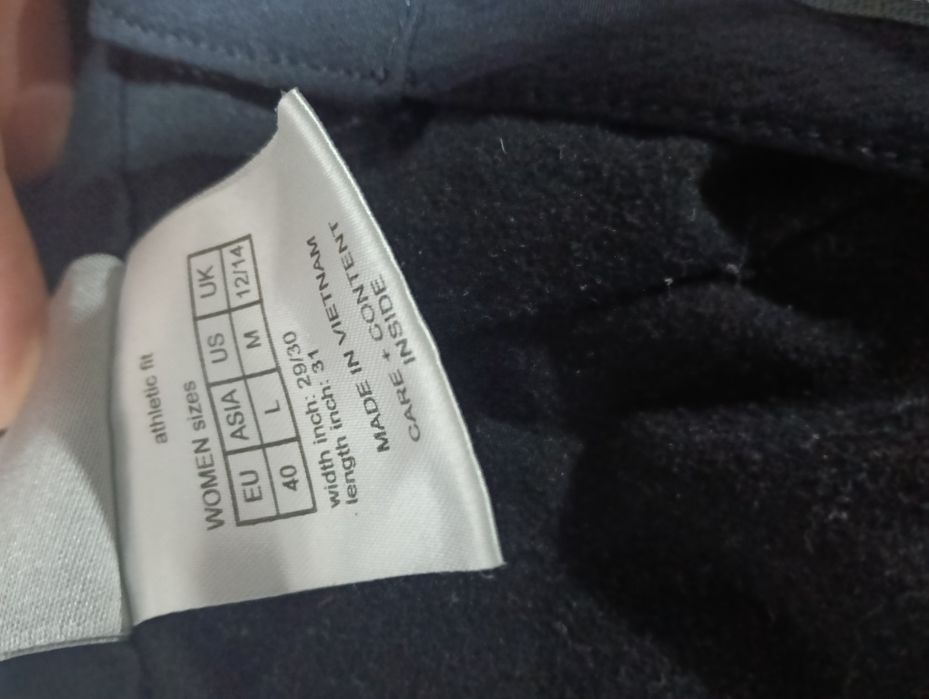 athletic fit
WOMEN sizes
EU ASIA US UK
40 L M 12/14
width inch: 29/30
length inch: 31
MADE IN VIETNAM
CARE + CONTENT
INSIDE